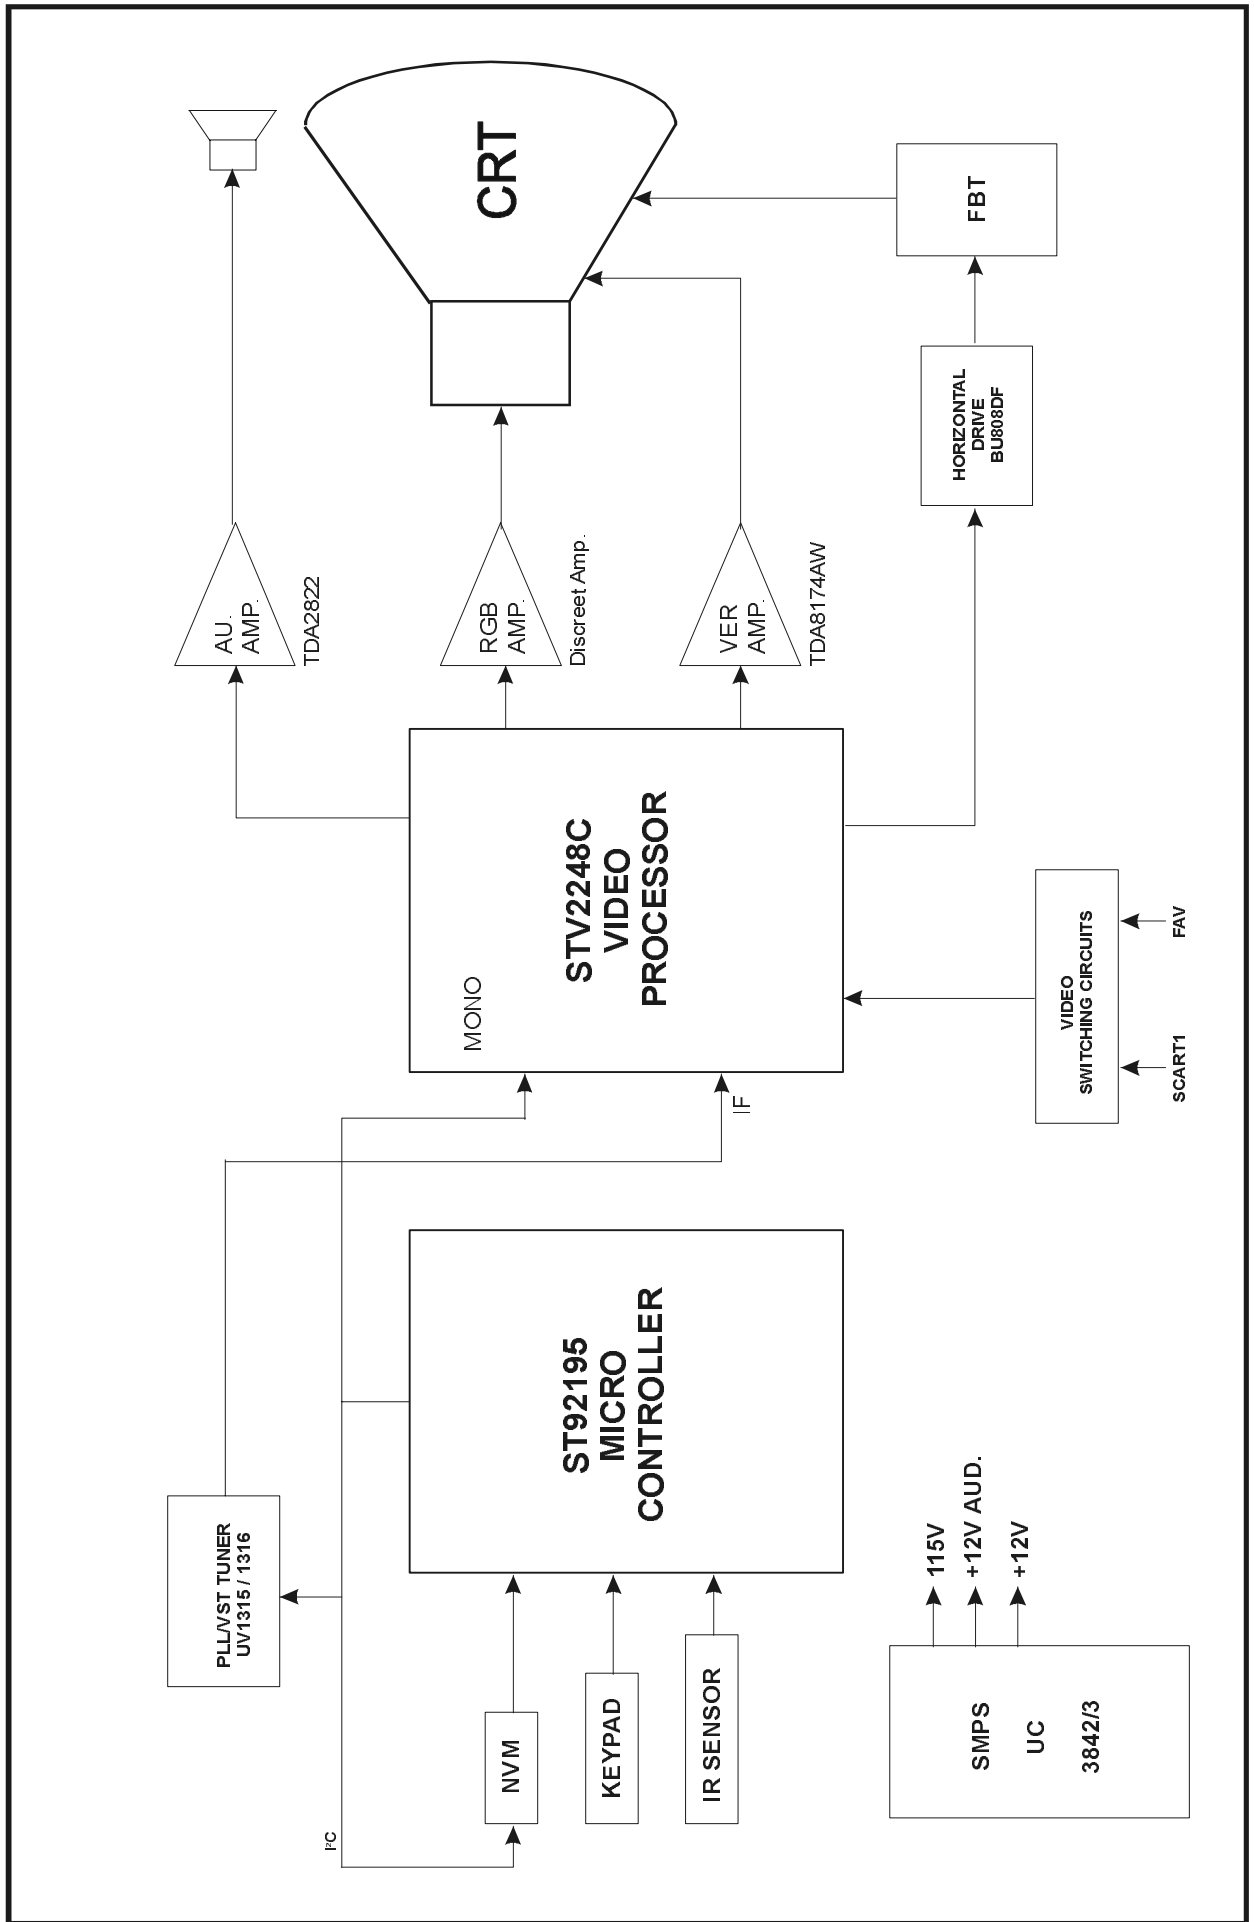 PLL/VST TUNER
UV1315 / 1316
I²C
NVM
KEYPAD
IR SENSOR
ST92195
MICRO
CONTROLLER
SMPS
UC
3842/3
115V
+12V AUD.
+12V
IF
MONO
STV2248C
VIDEO
PROCESSOR
VIDEO
SWITCHING CIRCUITS
SCART1
FAV
AU.
AMP.
TDA2822
RGB
AMP.
Discreet Amp.
VER
AMP.
TDA8174AW
HORIZONTAL
DRIVE
BU808DF
FBT
CRT